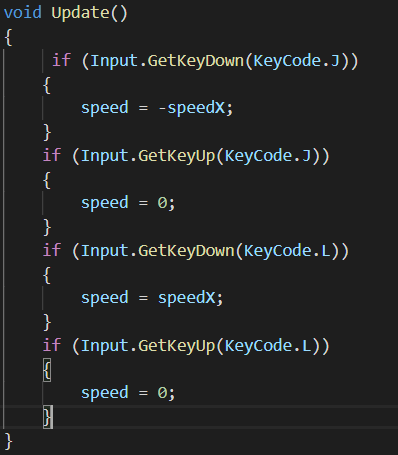 void Update()
{
     if (Input.GetKeyDown(KeyCode.J))
    {
        speed = -speedX;
    }
    if (Input.GetKeyUp(KeyCode.J))
    {
        speed = 0;
    }
    if (Input.GetKeyDown(KeyCode.L))
    {
        speed = speedX;
    }
    if (Input.GetKeyUp(KeyCode.L))
    {
        speed = 0;
    }
}